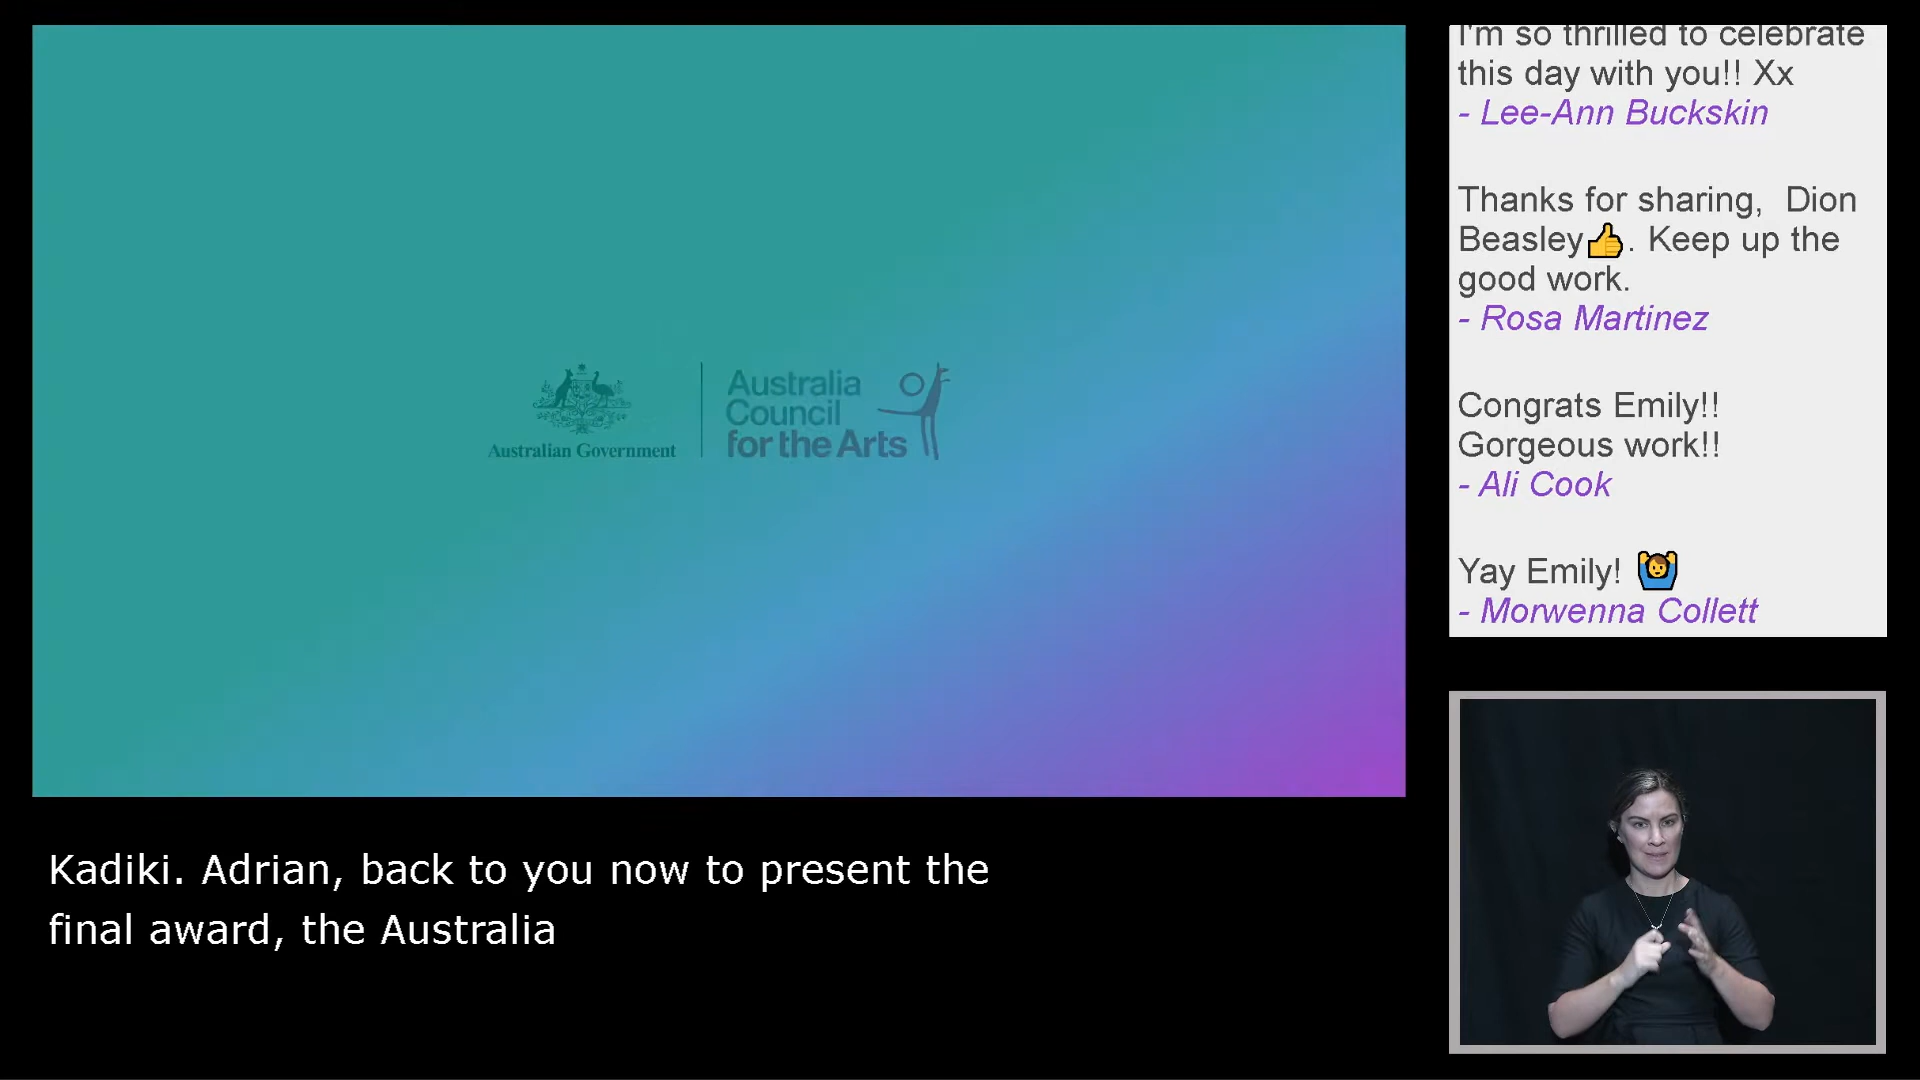 Australian Government
Australia
Council
for the Arts
I'm so thrilled to celebrate
this day with you!! Xx
- Lee-Ann Buckskin
Thanks for sharing,  Dion
Beasley👍. Keep up the
good work.
- Rosa Martinez
Congrats Emily!!
Gorgeous work!!
- Ali Cook
Yay Emily! 🙆‍♂️
- Morwenna Collett
Kadiki. Adrian, back to you now to present the
final award, the Australia